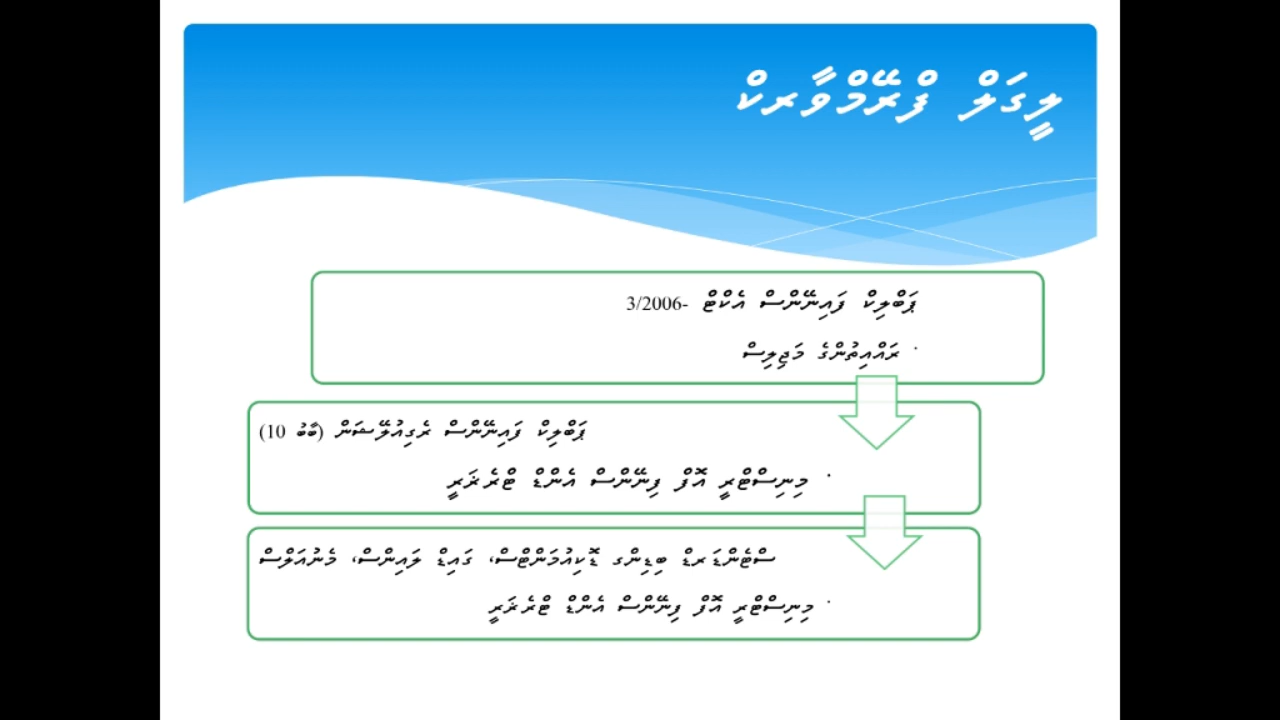 ލީގަލް ފްރޭމްވާރކް
ޕަބްލިކް ފައިނޭންސް އެކްޓް -3/2006
· ރައްއިތުންގެ މަޖިލިސް
ޕަބްލިކް ފައިނޭންސް ރެގިއުލޭޝަން (ބާބު 10)
· މިނިސްޓްރީ އޮފް ފިނޭންސް އެންޑް ޓްރެޜަރީ
ސްޓެންޑަރޑް ބިޑިންގ ޑޮކިއުމަންޓްސް، ގައިޑް ލައިންސް، މެނުއަލްސް
· މިނިސްޓްރީ އޮފް ފިނޭންސް އެންޑް ޓްރެޜަރީ